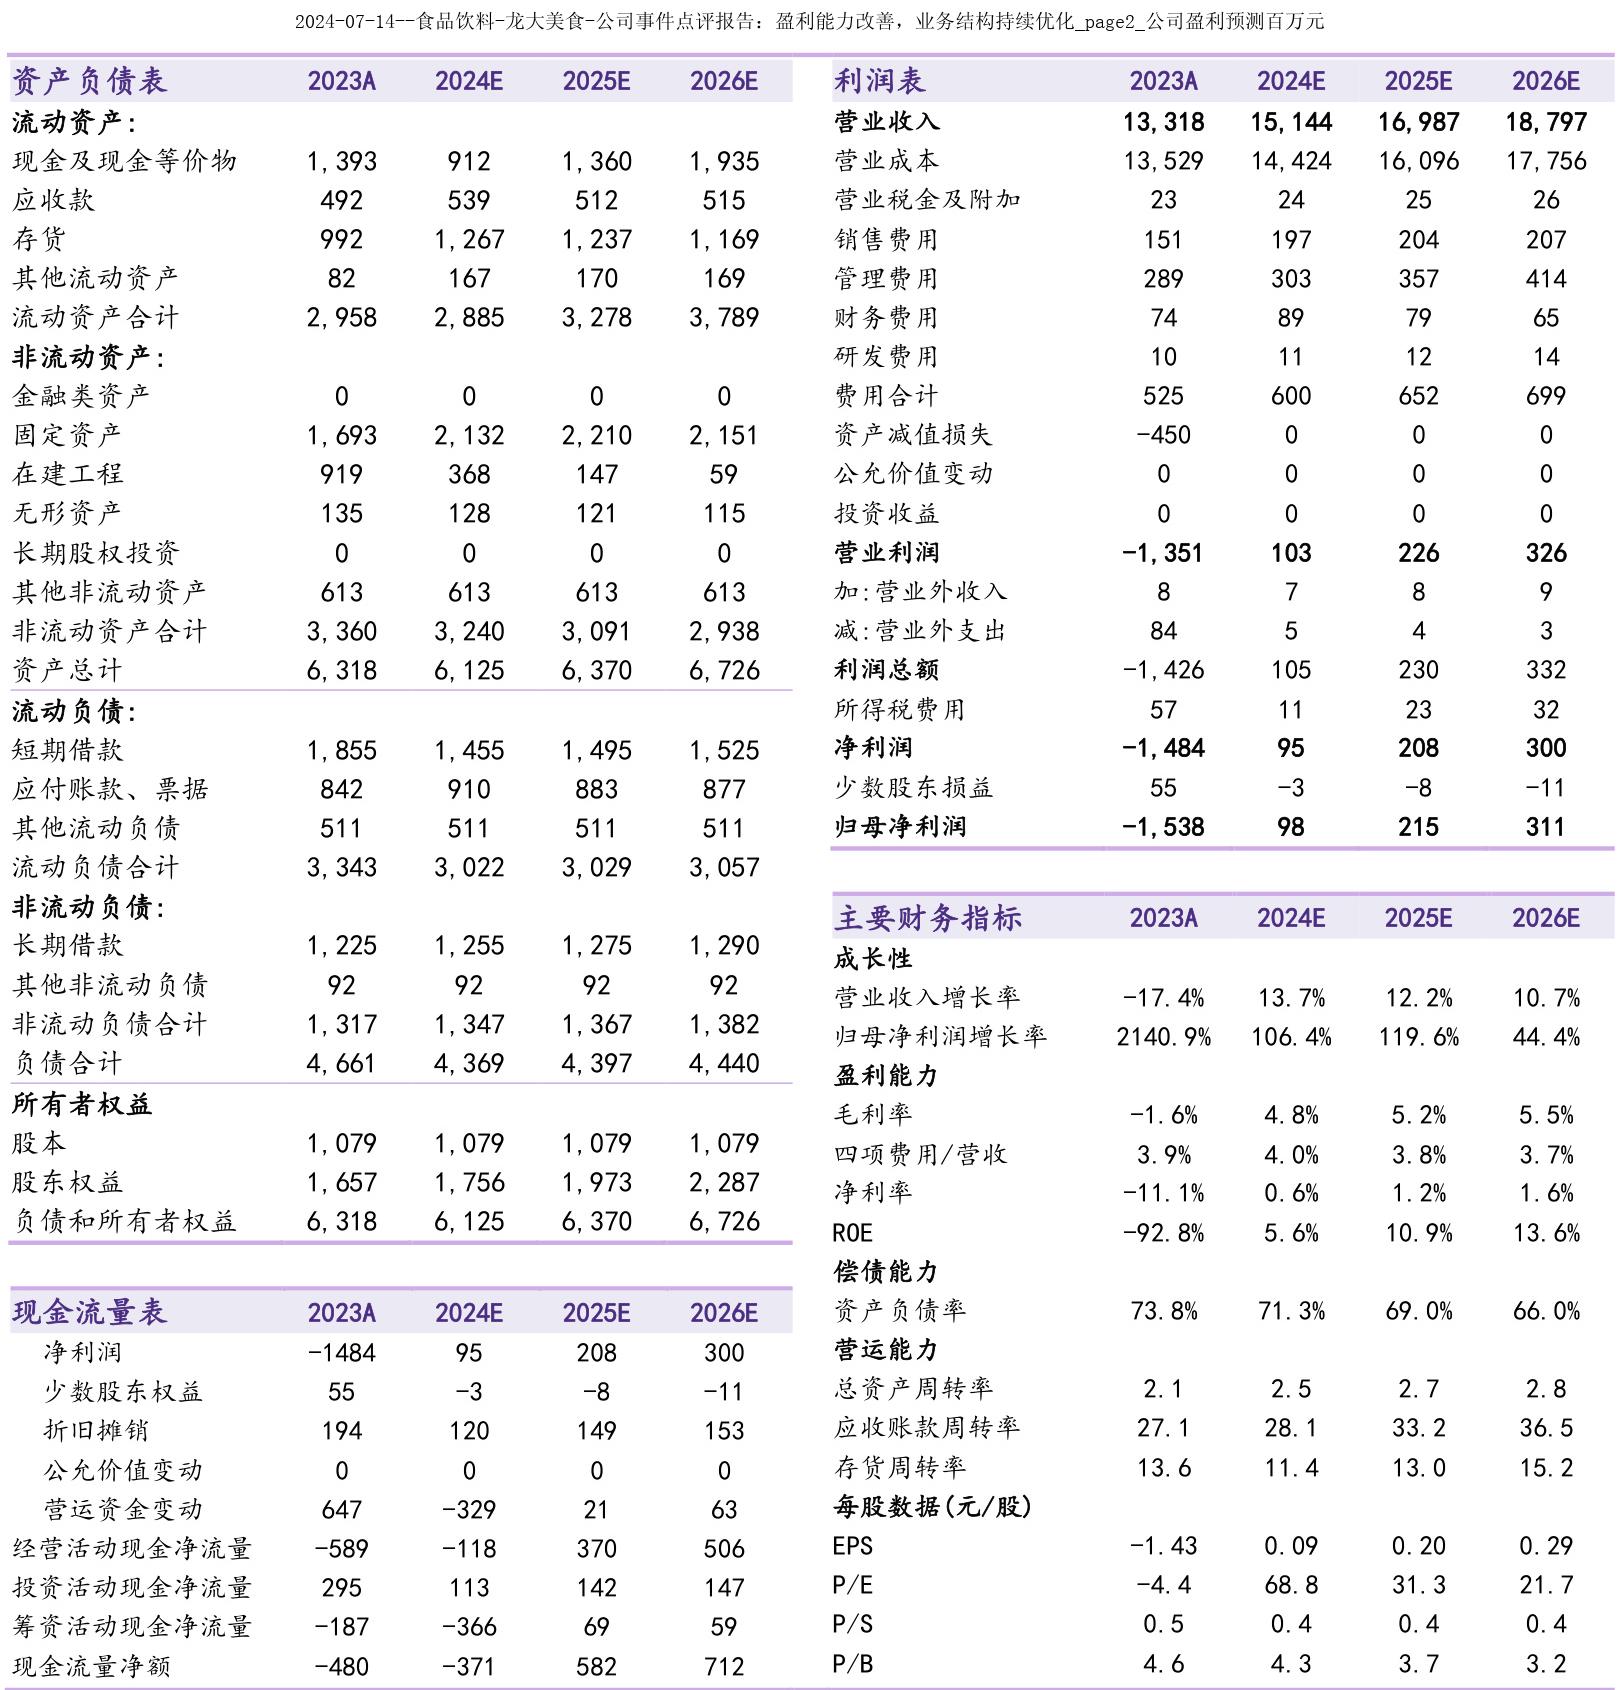 2024-07-14--食品饮料-龙大美食-公司事件点评报告：盈利能力改善，业务结构持续优化_page2_公司盈利预测百万元
资产负债表 2023A 2024E 2025E 2026E
流动资产:
现金及现金等价物 1,393 912 1,360 1,935
应收款 492 539 512 515
存货 992 1,267 1,237 1,169
其他流动资产 82 167 170 169
流动资产合计 2,958 2,885 3,278 3,789
非流动资产:
金融类资产 0 0 0 0
固定资产 1,693 2,132 2,210 2,151
在建工程 919 368 147 59
无形资产 135 128 121 115
长期股权投资 0 0 0 0
其他非流动资产 613 613 613 613
非流动资产合计 3,360 3,240 3,091 2,938
资产总计 6,318 6,125 6,370 6,726
流动负债:
短期借款 1,855 1,455 1,495 1,525
应付账款、票据 842 910 883 877
其他流动负债 511 511 511 511
流动负债合计 3,343 3,022 3,029 3,057
非流动负债:
长期借款 1,225 1,255 1,275 1,290
其他非流动负债 92 92 92 92
非流动负债合计 1,317 1,347 1,367 1,382
负债合计 4,661 4,369 4,397 4,440
所有者权益
股本 1,079 1,079 1,079 1,079
股东权益 1,657 1,756 1,973 2,287
负债和所有者权益 6,318 6,125 6,370 6,726
现金流量表 2023A 2024E 2025E 2026E
净利润 -1484 95 208 300
少数股东权益 55 -3 -8 -11
折旧摊销 194 120 149 153
公允价值变动 0 0 0 0
营运资金变动 647 -329 21 63
经营活动现金净流量 -589 -118 370 506
投资活动现金净流量 295 113 142 147
筹资活动现金净流量 -187 -366 69 59
现金流量净额 -480 -371 582 712
利润表 2023A 2024E 2025E 2026E
营业收入 13,318 15,144 16,987 18,797
营业成本 13,529 14,424 16,096 17,756
营业税金及附加 23 24 25 26
销售费用 151 197 204 207
管理费用 289 303 357 414
财务费用 74 89 79 65
研发费用 10 11 12 14
费用合计 525 600 652 699
资产减值损失 -450 0 0 0
公允价值变动 0 0 0 0
投资收益 0 0 0 0
营业利润 -1,351 103 226 326
加:营业外收入 8 7 8 9
减:营业外支出 84 5 4 3
利润总额 -1,426 105 230 332
所得税费用 57 11 23 32
净利润 -1,484 95 208 300
少数股东损益 55 -3 -8 -11
归母净利润 -1,538 98 215 311
主要财务指标 2023A 2024E 2025E 2026E
成长性
营业收入增长率 -17.4% 13.7% 12.2% 10.7%
归母净利润增长率 2140.9% 106.4% 119.6% 44.4%
盈利能力
毛利率 -1.6% 4.8% 5.2% 5.5%
四项费用/营收 3.9% 4.0% 3.8% 3.7%
净利率 -11.1% 0.6% 1.2% 1.6%
ROE -92.8% 5.6% 10.9% 13.6%
偿债能力
资产负债率 73.8% 71.3% 69.0% 66.0%
营运能力
总资产周转率 2.1 2.5 2.7 2.8
应收账款周转率 27.1 28.1 33.2 36.5
存货周转率 13.6 11.4 13.0 15.2
每股数据(元/股)
EPS -1.43 0.09 0.20 0.29
P/E -4.4 68.8 31.3 21.7
P/S 0.5 0.4 0.4 0.4
P/B 4.6 4.3 3.7 3.2